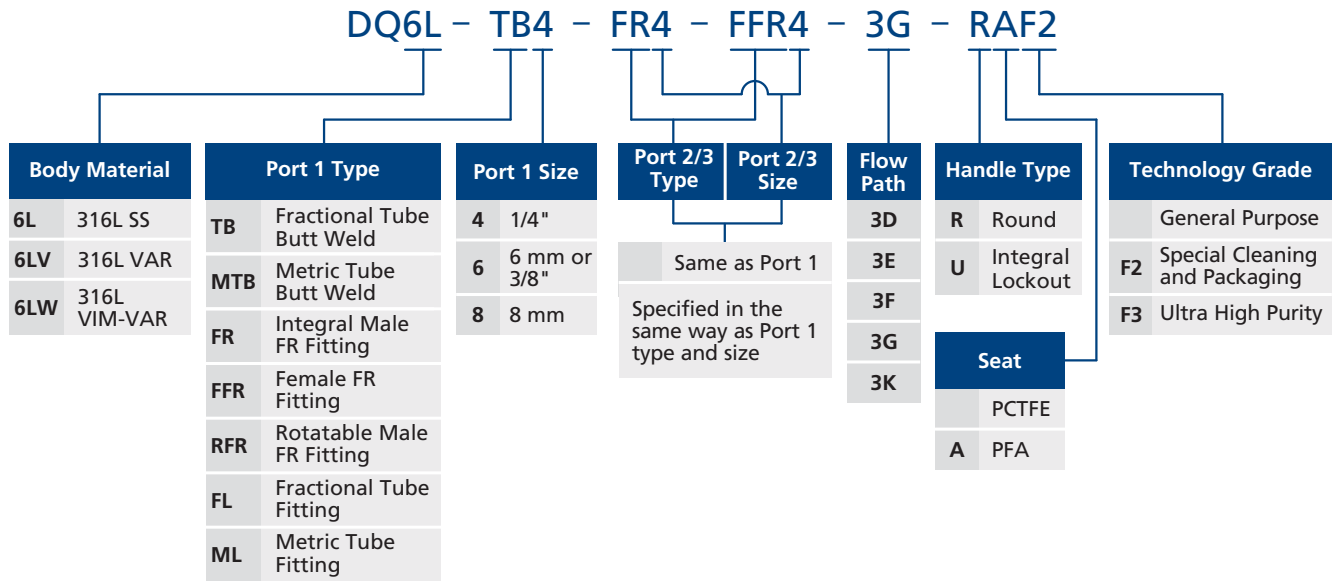 DQ6L – TB4 – FR4 – FFR4 – 3G – RAF2
Body Material
6L 316L SS
6LV 316L VAR
6LW 316L
VIM-VAR
Port 1 Type
TB Fractional Tube
Butt Weld
MTB Metric Tube
Butt Weld
FR Integral Male
FR Fitting
FFR Female FR
Fitting
RFR Rotatable Male
FR Fitting
FL Fractional Tube
Fitting
ML Metric Tube
Fitting
Port 1 Size
4 1/4"
6 6 mm or
3/8"
8 8 mm
Port 2/3
Type
Port 2/3
Size
Same as Port 1
Specified in the
same way as Port 1
type and size
Flow
Path
3D
3E
3F
3G
3K
Handle Type
R Round
U Integral
Lockout
Seat
PCTFE
A PFA
Technology Grade
General Purpose
F2 Special Cleaning
and Packaging
F3 Ultra High Purity